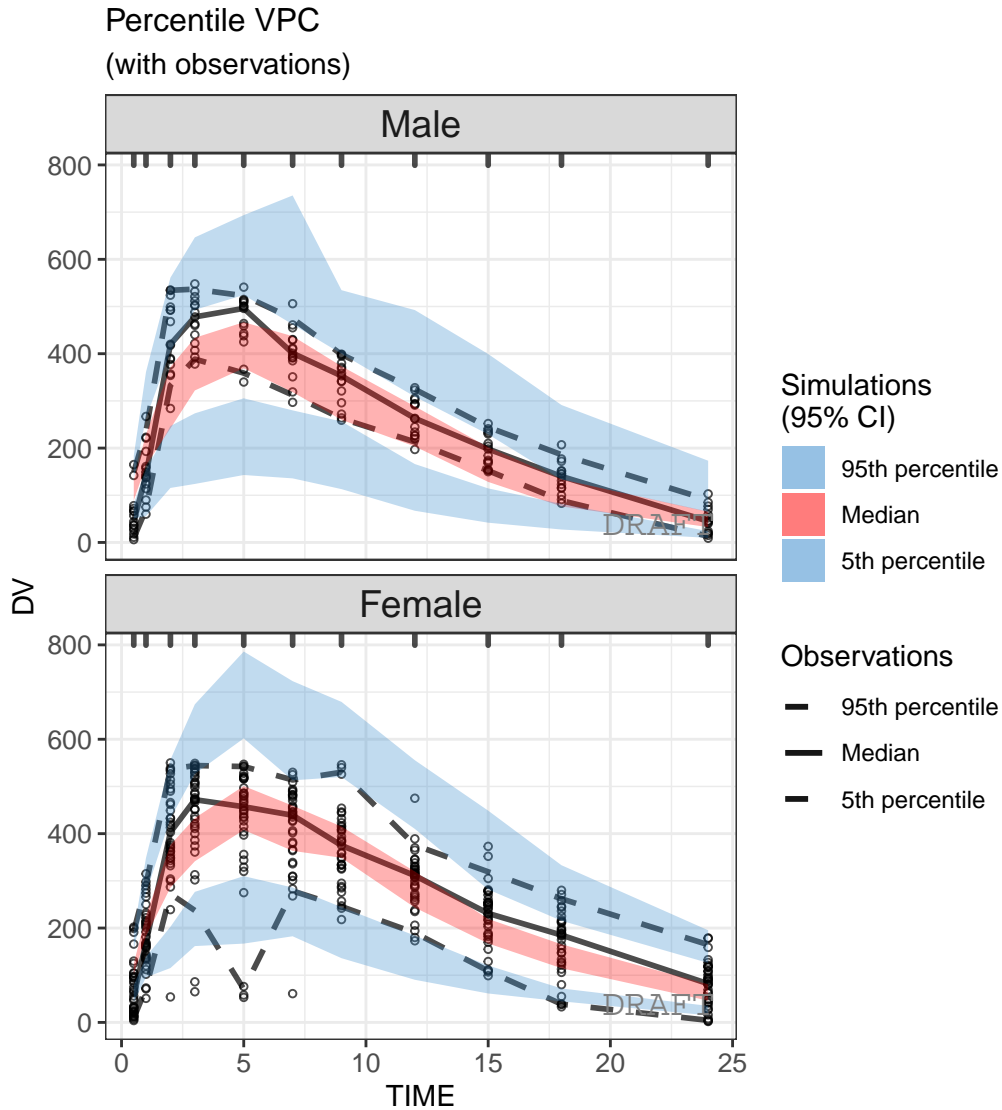 Percentile VPC
(with observations)
Male
800
600
400
200
0
DRAFT
DV
Female
800
600
400
200
0
DRAFT
0 5 10 15 20 25
TIME
Simulations
(95% CI)
95th percentile
Median
5th percentile
Observations
95th percentile
Median
5th percentile